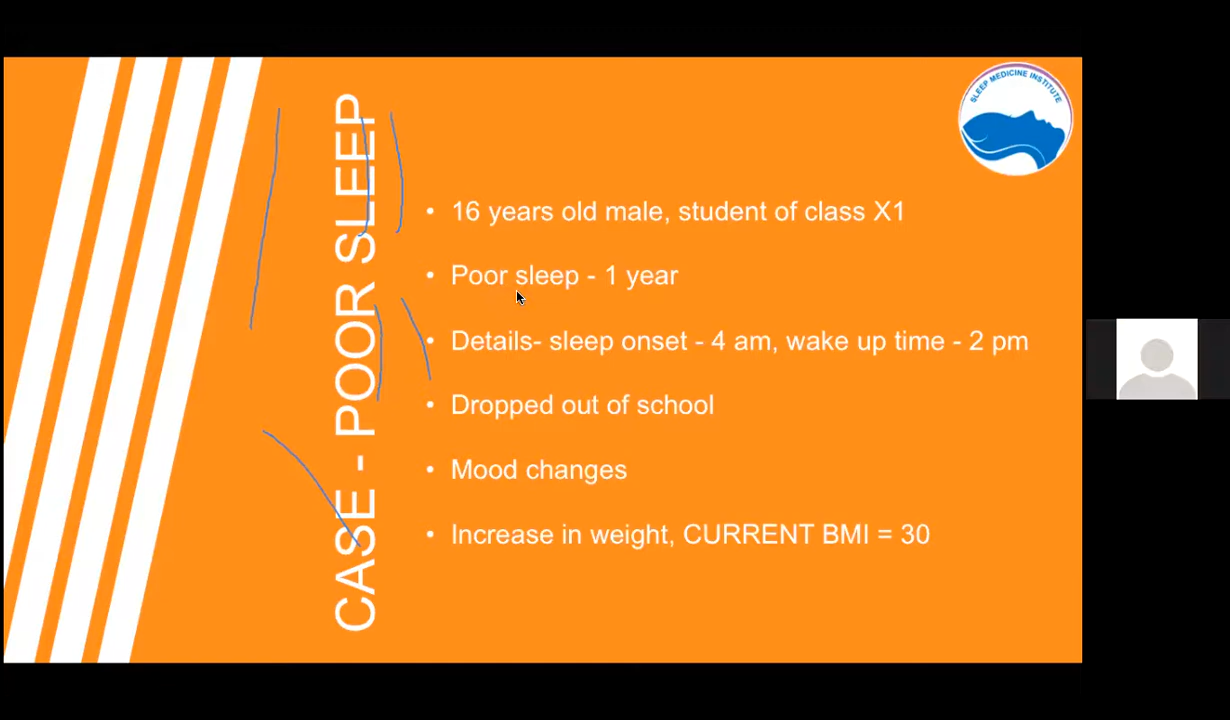 SLEEP MEDICINE INSTITUTE
CASE - POOR SLEEP
• 16 years old male, student of class X1
• Poor sleep - 1 year
• Details- sleep onset - 4 am, wake up time - 2 pm
• Dropped out of school
• Mood changes
• Increase in weight, CURRENT BMI = 30